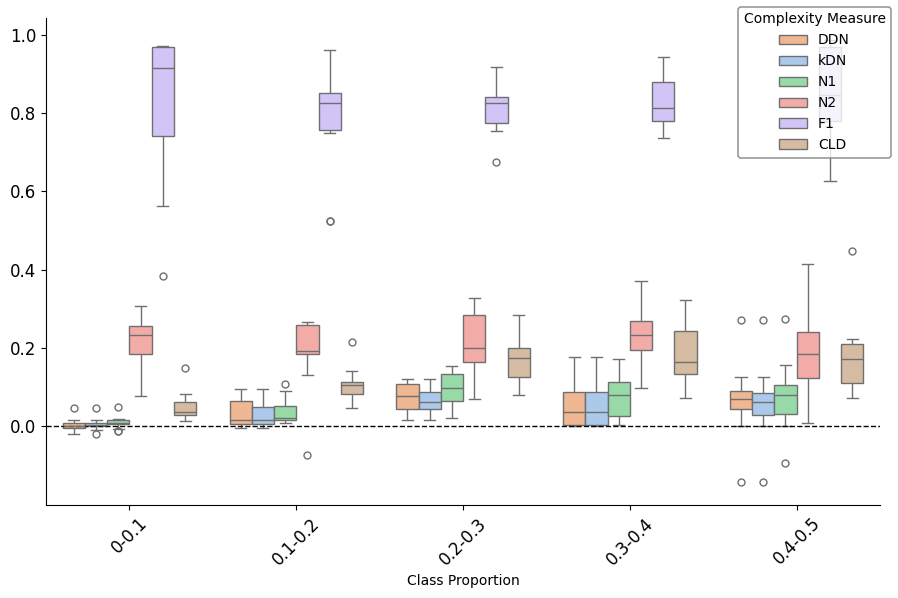 Complexity Measure
DDN
kDN
N1
N2
F1
CLD
1.0
0.8
0.6
0.4
0.2
0.0
0-0.1
0.1-0.2
0.2-0.3
0.3-0.4
0.4-0.5
Class Proportion